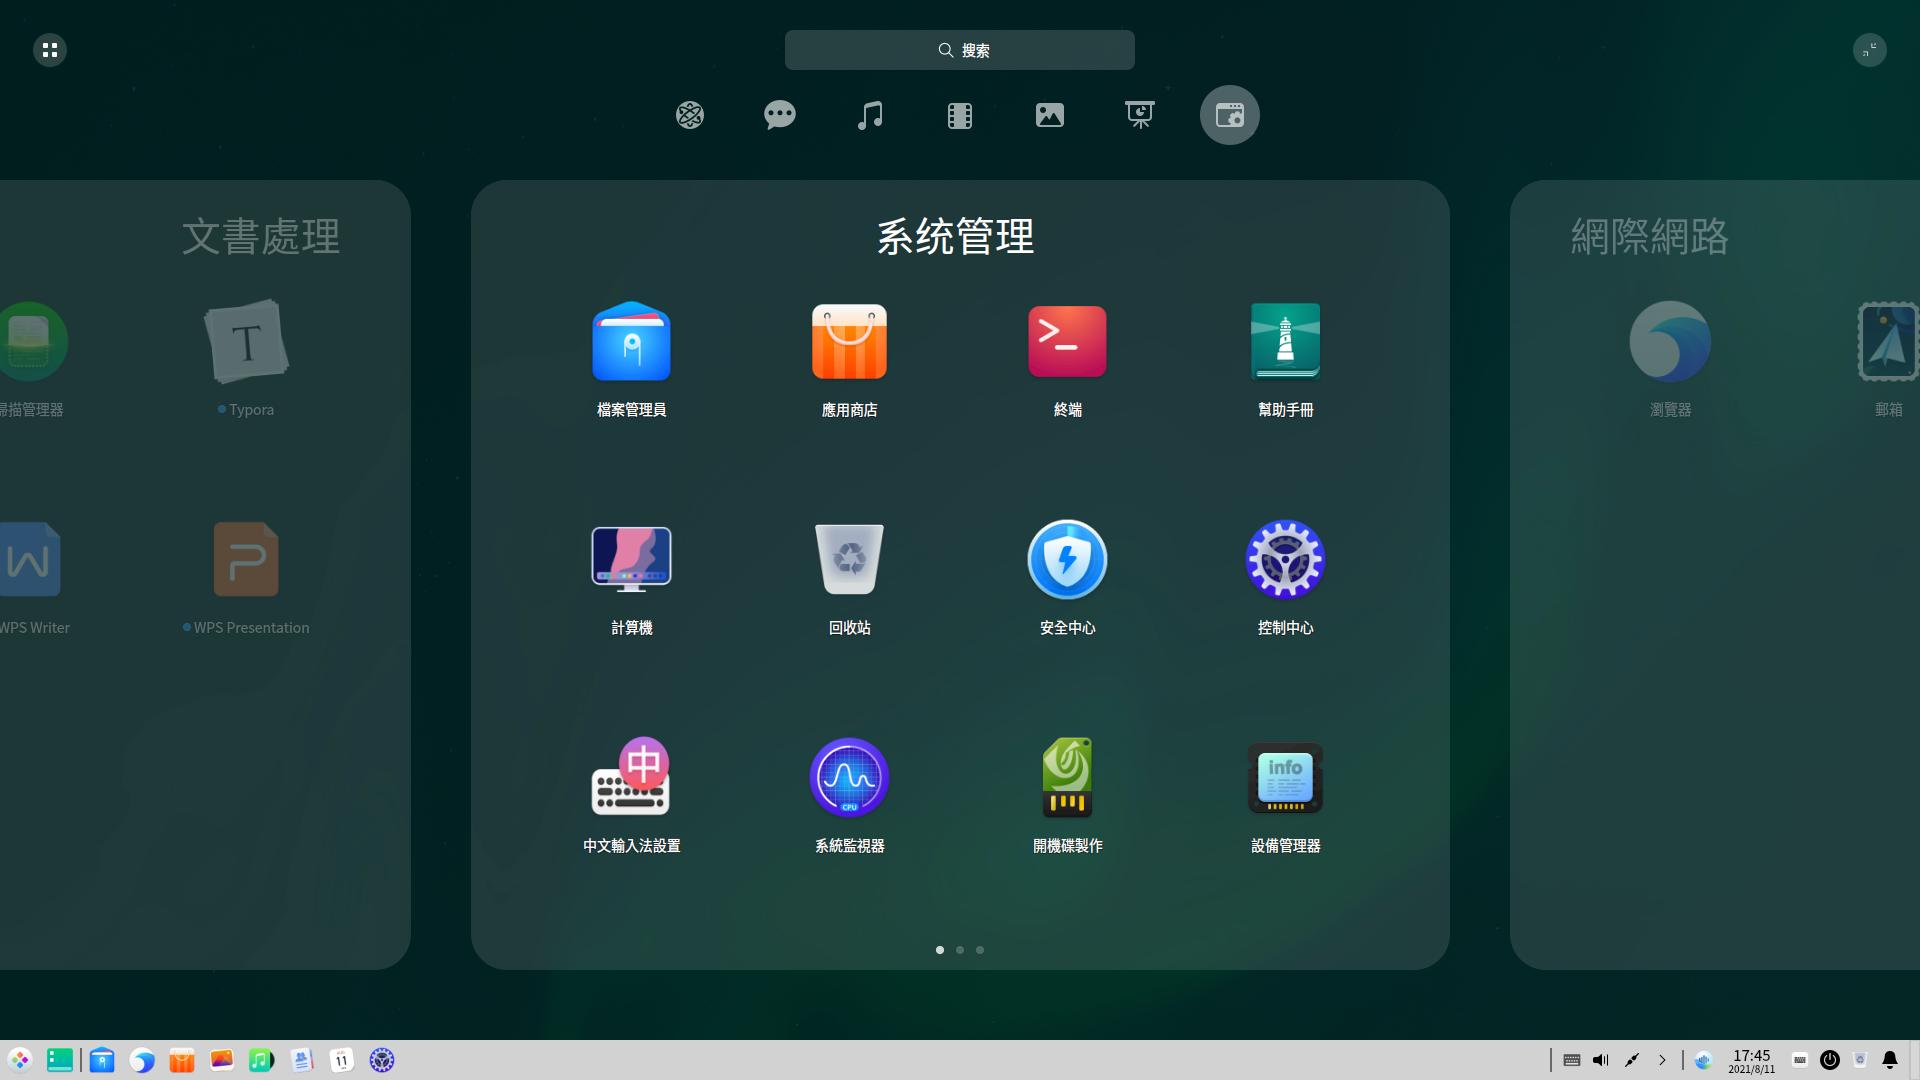 搜索
文書處理
系统管理
網際網路
檔案管理員
應用商店
終端
幫助手冊
描管理器
Typora
瀏覽器
郵箱
計算機
回收站
安全中心
控制中心
WPS Writer
WPS Presentation
中
CPU
info
中文輸入法設置
系統監視器
開機碟製作
設備管理器
11
17:45
2021/8/11